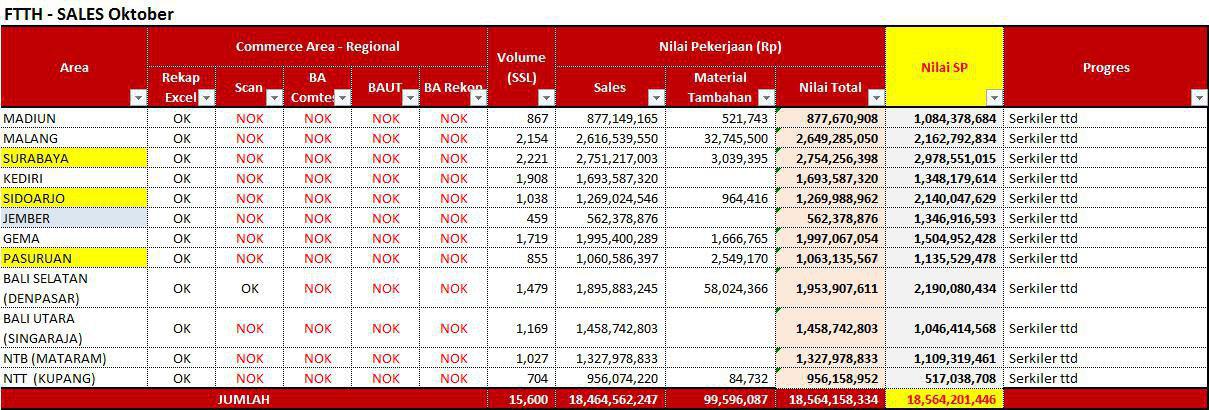 FTTH - SALES Oktober
Area Commerce Area - Regional Volume (SSL) Nilai Pekerjaan (Rp) Nilai SP Progres
Rekap Excel Scan BA Comtes BAUT BA Rekon Sales Material Tambahan Nilai Total
MADIUN OK NOK NOK NOK NOK 867 877,149,165 521,743 877,670,908 1,084,378,684 Serkiler ttd
MALANG OK NOK NOK NOK NOK 2,154 2,616,539,550 32,745,500 2,649,285,050 2,162,792,834 Serkiler ttd
SURABAYA OK NOK NOK NOK NOK 2,221 2,751,217,003 3,039,395 2,754,256,398 2,978,551,015 Serkiler ttd
KEDIRI OK NOK NOK NOK NOK 1,908 1,693,587,320 1,693,587,320 1,348,179,614 Serkiler ttd
SIDOARJO OK NOK NOK NOK NOK 1,038 1,269,024,546 964,416 1,269,988,962 2,140,047,629 Serkiler ttd
JEMBER OK NOK NOK NOK NOK 459 562,378,876 562,378,876 1,346,916,593 Serkiler ttd
GEMA OK NOK NOK NOK NOK 1,719 1,995,400,289 1,666,765 1,997,067,054 1,504,952,428 Serkiler ttd
PASURUAN OK NOK NOK NOK NOK 855 1,060,586,397 2,549,170 1,063,135,567 1,135,529,478 Serkiler ttd
BALI SELATAN
(DENPASAR) OK OK NOK NOK NOK 1,479 1,895,883,245 58,024,366 1,953,907,611 2,190,080,434 Serkiler ttd
BALI UTARA
(SINGARAJA) OK NOK NOK NOK NOK 1,169 1,458,742,803 1,458,742,803 1,046,414,568 Serkiler ttd
NTB (MATARAM) OK NOK NOK NOK NOK 1,027 1,327,978,833 1,327,978,833 1,109,319,461 Serkiler ttd
NTT (KUPANG) OK NOK NOK NOK NOK 704 956,074,220 84,732 956,158,952 517,038,708 Serkiler ttd
JUMLAH 15,600 18,464,562,247 99,596,087 18,564,158,334 18,564,201,446